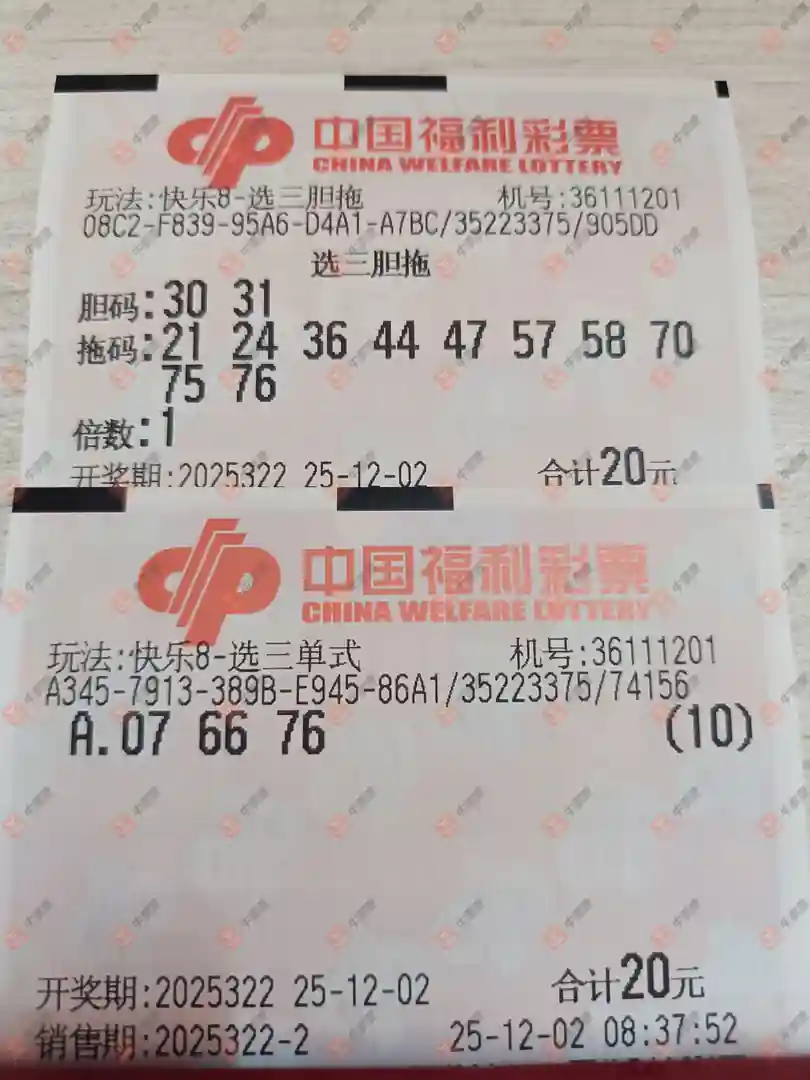 中国福利彩票
CHINA WELFARE LOTTERY
玩法:快乐8-选三胆拖 机号:36111201
08C2-F839-95A6-D4A1-A7BC/35223375/905DD
选三胆拖
胆码:30 31
拖码:21 24 36 44 47 57 58 70
75 76
倍数:1
开奖期:2025322 25-12-02 合计20元
中国福利彩票
CHINA WELFARE LOTTERY
玩法:快乐8-选三单式 机号:36111201
A345-7913-389B-E945-86A1/35223375/74156
A.07 66 76 (10)
开奖期:2025322 25-12-02 合计20元
销售期:2025322-2 25-12-02 08:37:52